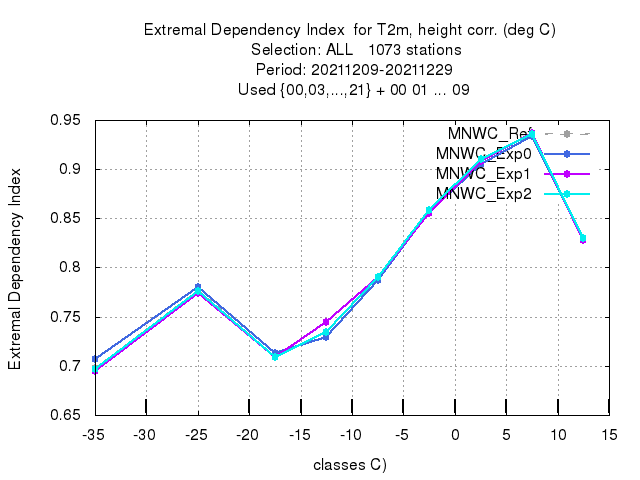 Extremal Dependency Index  for T2m, height corr. (deg C)
Selection: ALL   1073 stations
Period: 20211209-20211229
Used {00,03,...,21} + 00 01 ... 09
0.95
0.9
0.85
0.8
0.75
0.7
0.65
Extremal Dependency Index
MNWC_Ref
MNWC_Exp0
MNWC_Exp1
MNWC_Exp2
-35 -30 -25 -20 -15 -10 -5 0 5 10 15
classes C)